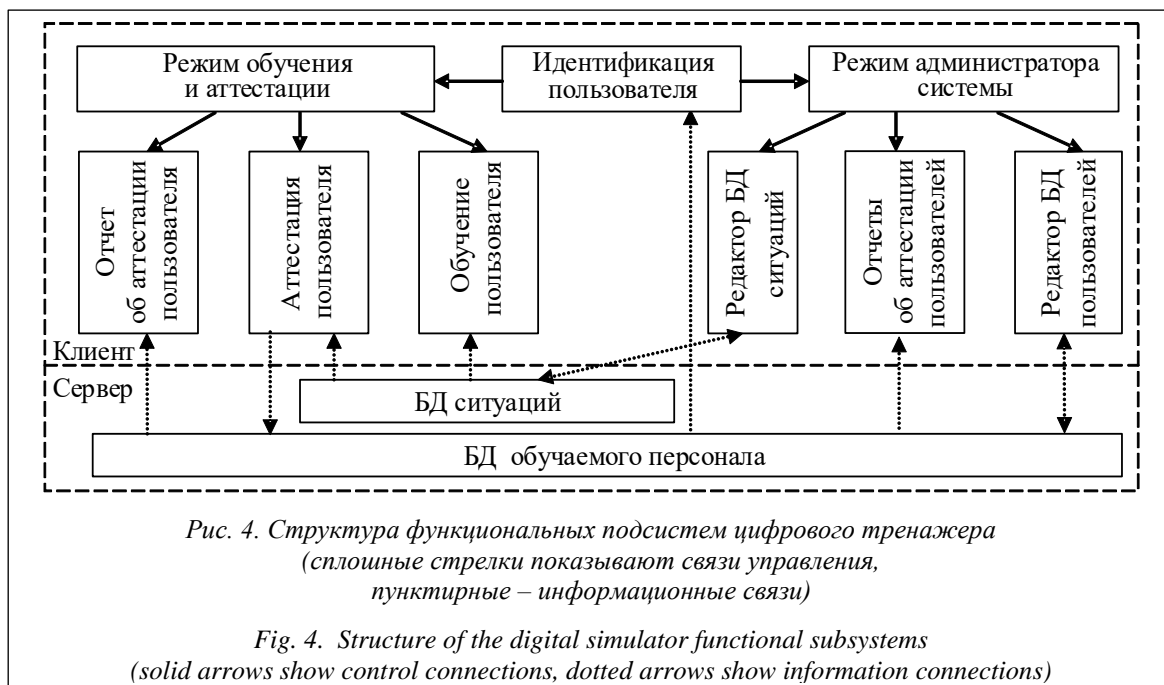 Режим обучения
и аттестации
Идентификация
пользователя
Режим администратора
системы
Отчет
об аттестации
пользователя
Аттестация
пользователя
Обучение
пользователя
Редактор БД
ситуаций
Отчеты
об аттестации
пользователей
Редактор БД
пользователей
Клиент
Сервер
БД ситуаций
БД обучаемого персонала
Рис. 4. Структура функциональных подсистем цифрового тренажера
(сплошные стрелки показывают связи управления,
пунктирные – информационные связи)
Fig. 4. Structure of the digital simulator functional subsystems
(solid arrows show control connections, dotted arrows show information connections)